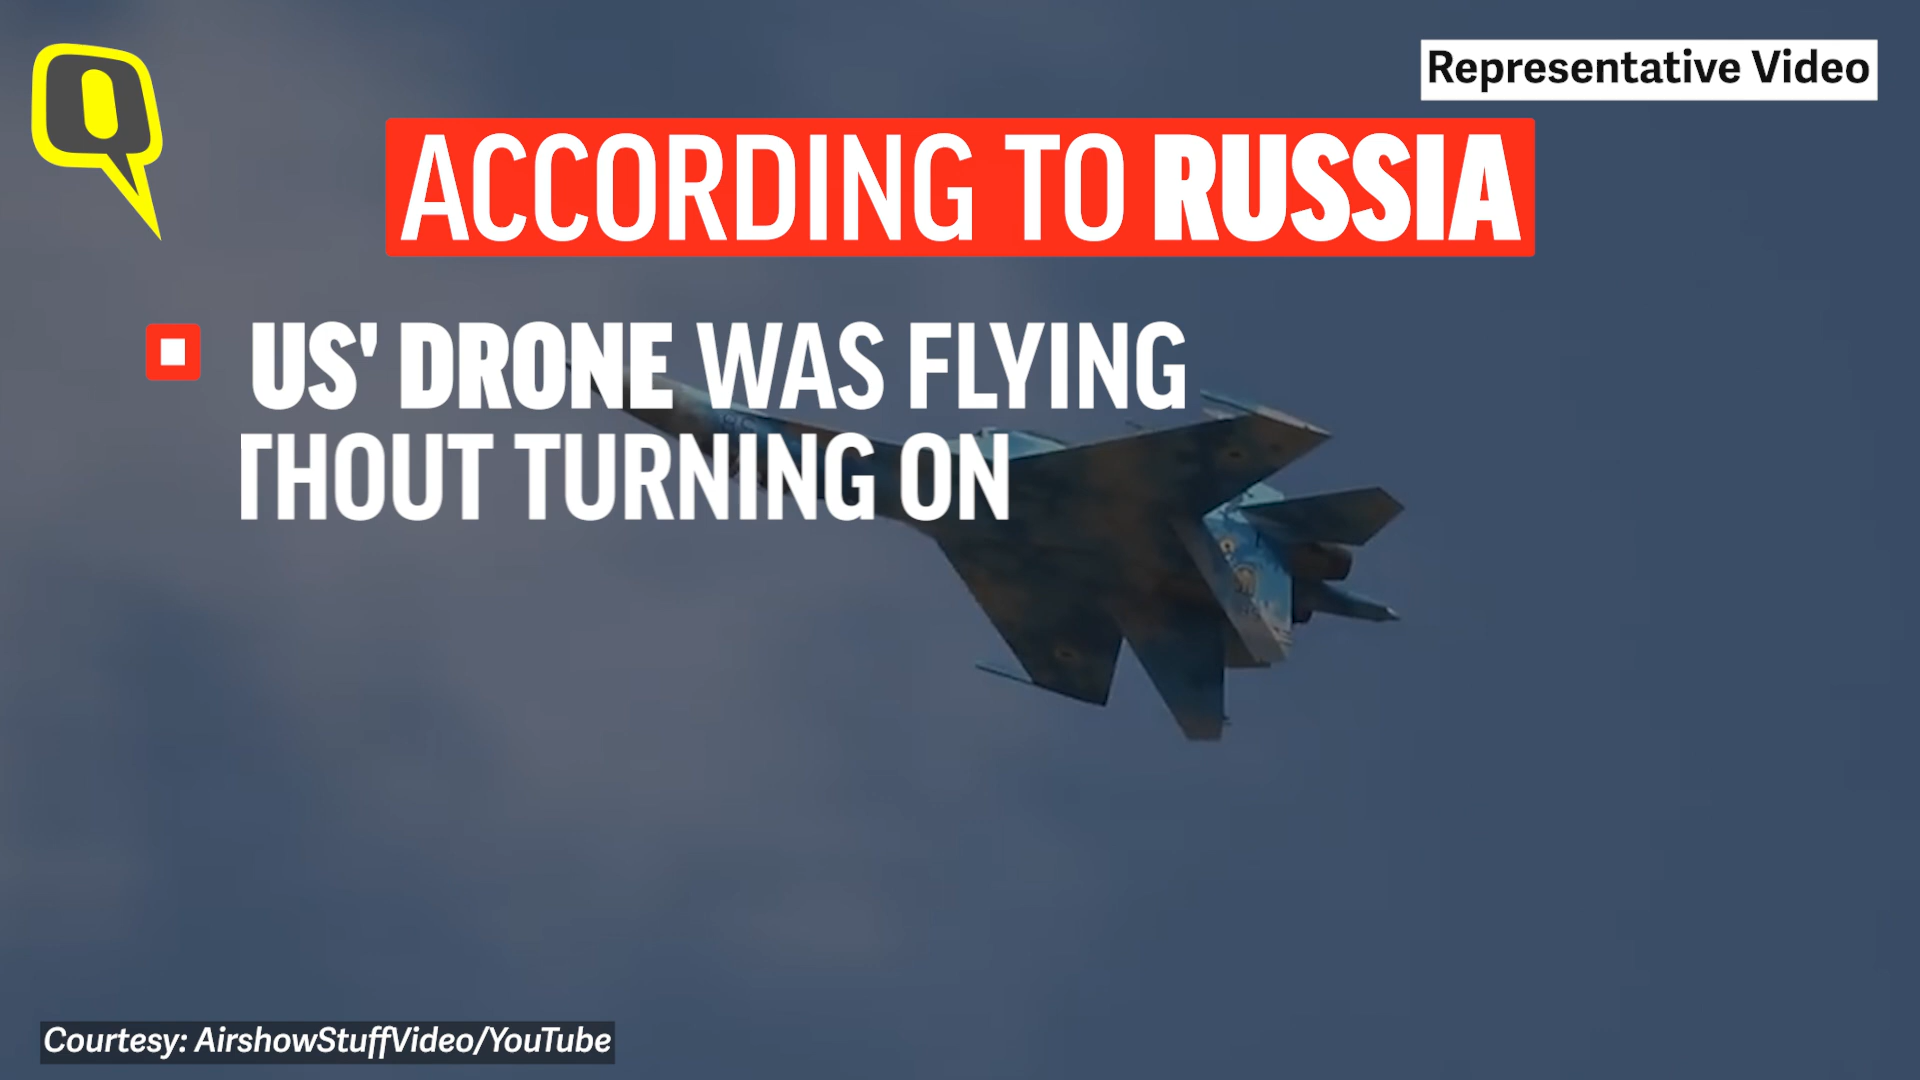 Representative Video
ACCORDING TO RUSSIA
US' DRONE WAS FLYING
THOUT TURNING ON
Courtesy: AirshowStuffVideo/YouTube